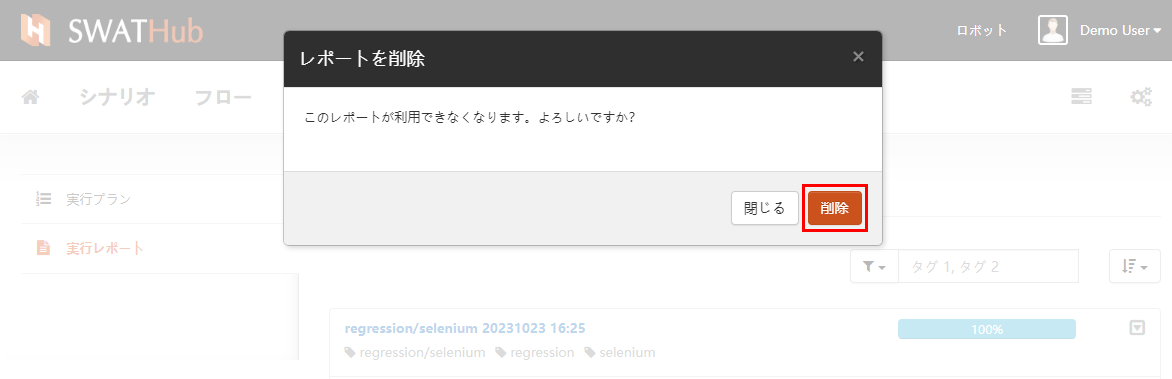 SWATHub
ロボット
Demo User
レポートを削除
×
シナリオ
フロー
このレポートが利用できなくなります。よろしいですか？
実行プラン
閉じる
削除
実行レポート
タグ 1, タグ 2
regression/selenium 20231023 16:25
100%
regression/selenium
regression
selenium